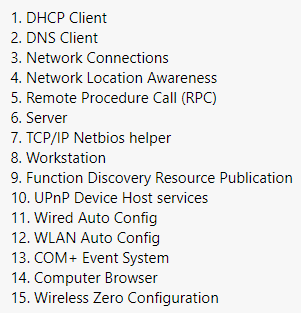 1. DHCP Client
2. DNS Client
3. Network Connections
4. Network Location Awareness
5. Remote Procedure Call (RPC)
6. Server
7. TCP/IP Netbios helper
8. Workstation
9. Function Discovery Resource Publication
10. UPnP Device Host services
11. Wired Auto Config
12. WLAN Auto Config
13. COM+ Event System
14. Computer Browser
15. Wireless Zero Configuration